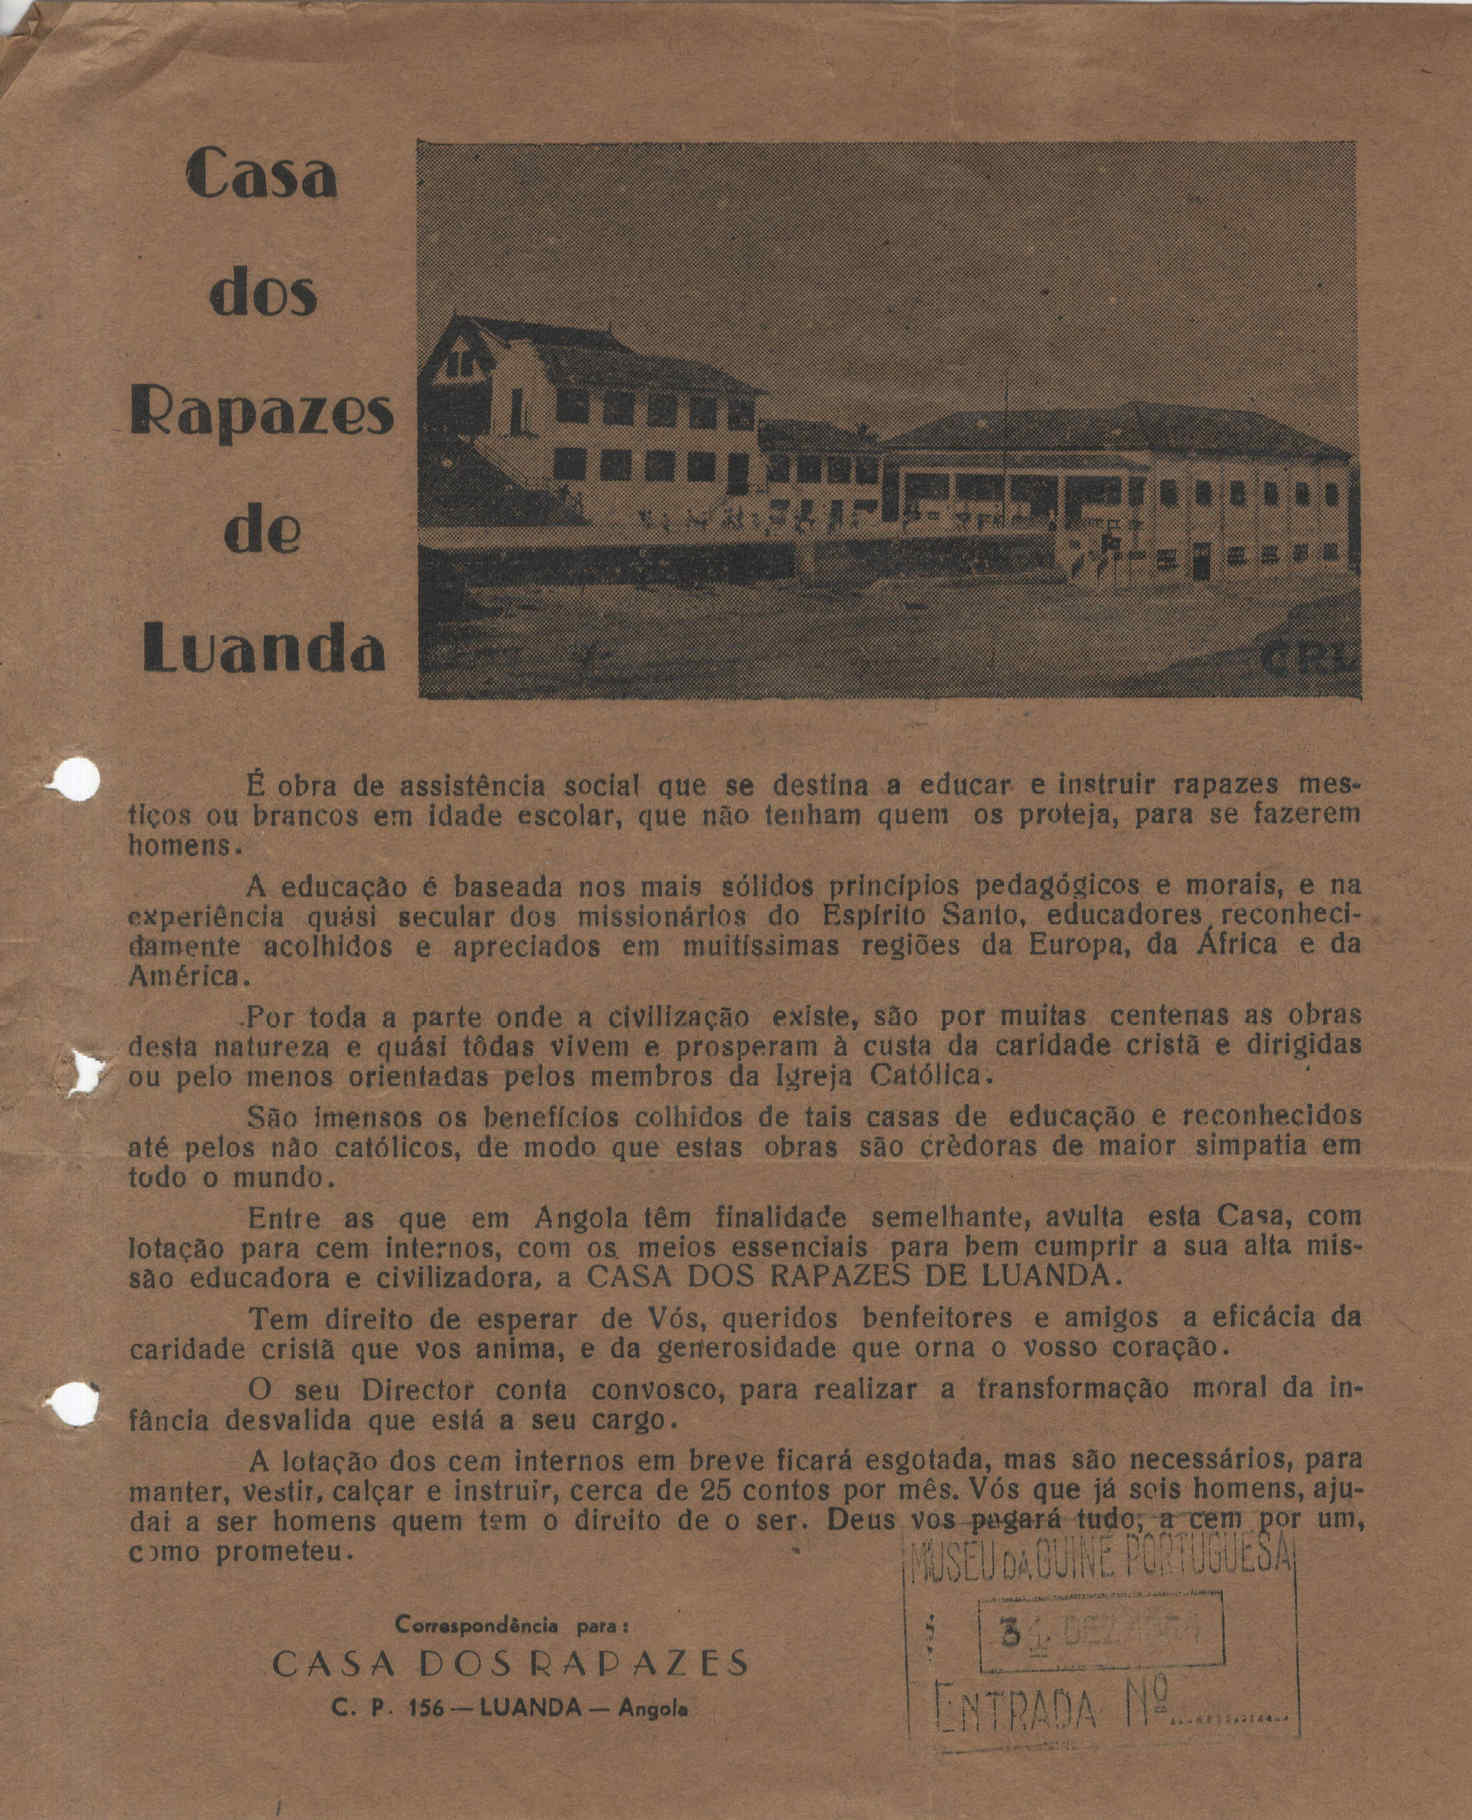 Casa
dos
Rapazes
de
Luanda
CRL
É obra de assistência social que se destina a educar e instruir rapazes mes-
tiços ou brancos em idade escolar, que não tenham quem os proteja, para se fazerem
homens.
A educação é baseada nos mais sólidos princípios pedagógicos e morais, e na
experiência quási secular dos missionários do Espírito Santo, educadores reconheci-
damente acolhidos e apreciados em muitíssimas regiões da Europa, da África e da
América.
Por toda a parte onde a civilização existe, são por muitas centenas as obras
desta natureza e quási tôdas vivem e prosperam à custa da caridade cristã e dirigidas
ou pelo menos orientadas pelos membros da Igreja Católica.
São imensos os benefícios colhidos de tais casas de educação e reconhecidos
até pelos não católicos, de modo que estas obras são crèdoras de maior simpatia em
todo o mundo.
Entre as que em Angola têm finalidade semelhante, avulta esta Casa, com
lotação para cem internos, com os meios essenciais para bem cumprir a sua alta mis-
são educadora e civilizadora, a CASA DOS RAPAZES DE LUANDA.
Tem direito de esperar de Vós, queridos benfeitores e amigos a eficácia da
caridade cristã que vos anima, e da generosidade que orna o vosso coração.
O seu Director conta convosco, para realizar a transformação moral da in-
fância desvalida que está a seu cargo.
A lotação dos cem internos em breve ficará esgotada, mas são necessários, para
manter, vestir, calçar e instruir, cerca de 25 contos por mês. Vós que já sois homens, aju-
dai a ser homens quem tem o direito de o ser. Deus vos pagará tudo, a cem por um,
como prometeu.
MUSEU DA GUINÉ PORTUGUESA
DEZ
ENTRADA Nº
Correspondência para:
CASA DOS RAPAZES
C. P. 156 — LUANDA — Angola